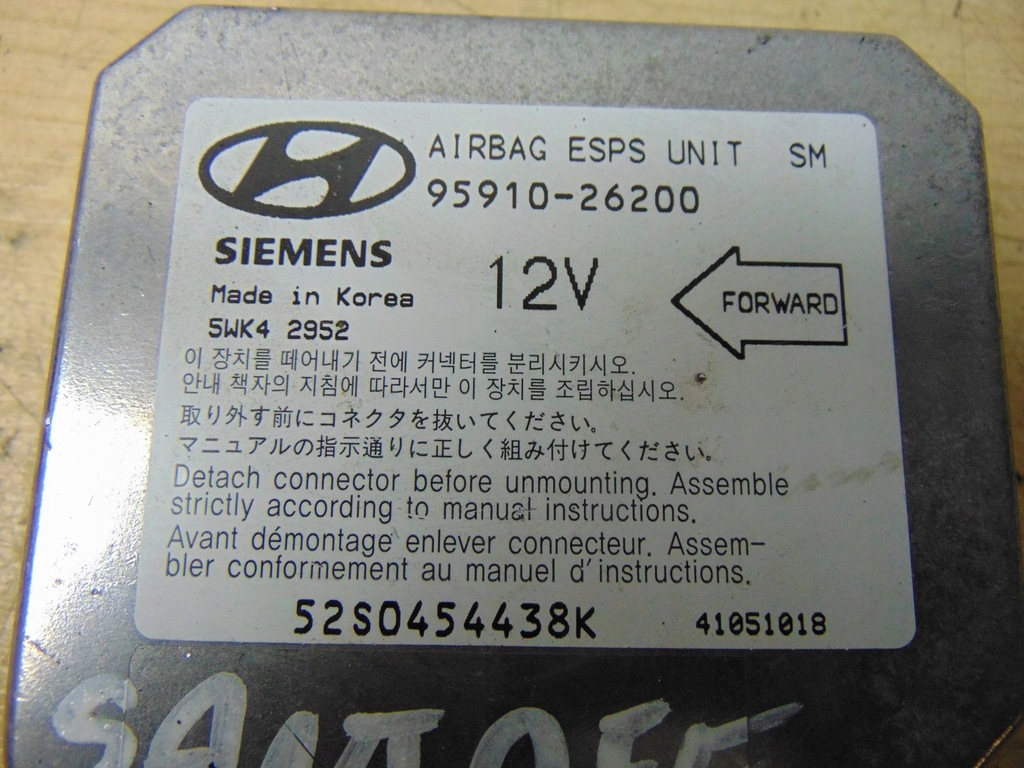 AIRBAG ESPS UNIT SM
95910-26200
SIEMENS
12V
FORWARD
Made in Korea
5WK4 2952
이 장치를 떼어내기 전에 커넥터를 분리시키시오.
안내 책자의 지침에 따라서만 이 장치를 조립하십시오.
取り外す前にコネクタを抜いてください。
マニュアルの指示通りに正しく組み付けてください。
Detach connector before unmounting. Assemble
strictly according to manual instructions.
Avant démontage enlever connecteur. Assem-
bler conformement au manuel d'instructions.
52S0454438K 41051018